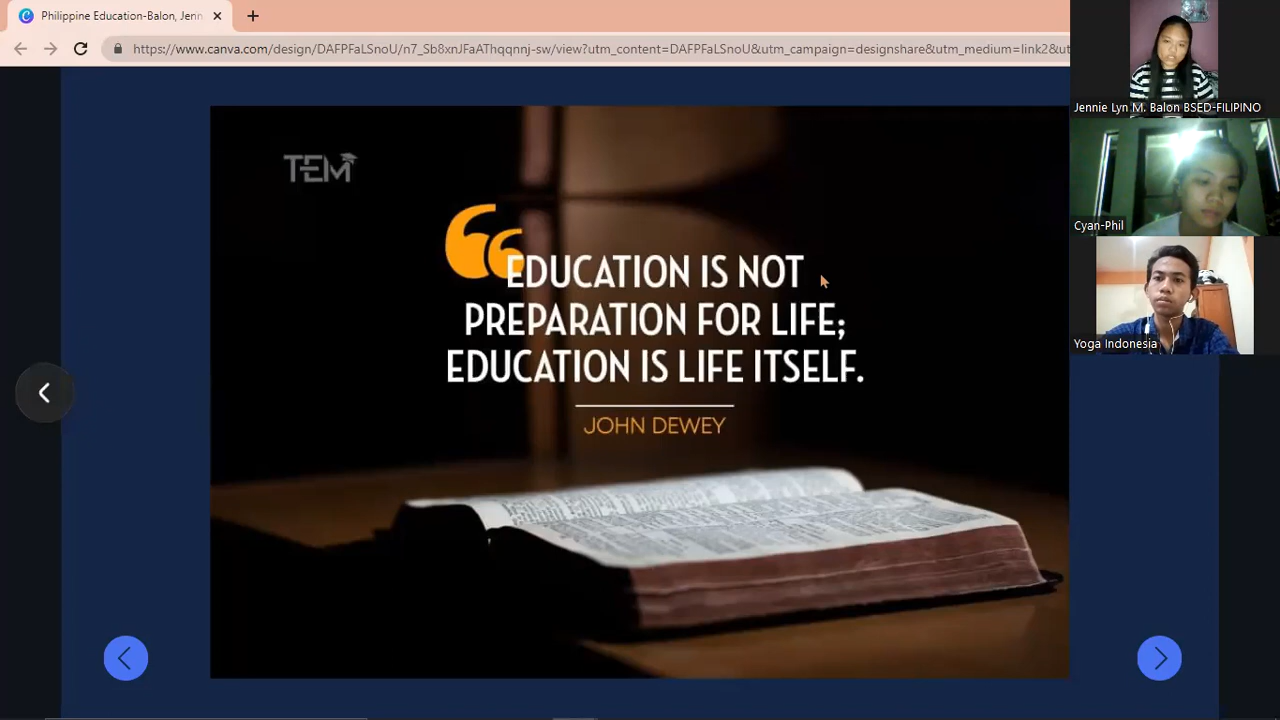 Philippine Education-Balon, Jenn
https://www.canva.com/design/DAFPFaLSnoU/n7_Sb8xnJFaAThqqnnj-sw/view?utm_content=DAFPFaLSnoU&utm_campaign=designshare&utm_medium=link2&ut
TEM
EDUCATION IS NOT
PREPARATION FOR LIFE;
EDUCATION IS LIFE ITSELF.
JOHN DEWEY
Jennie Lyn M. Balon BSED-FILIPINO
Cyan-Phil
Yoga Indonesia